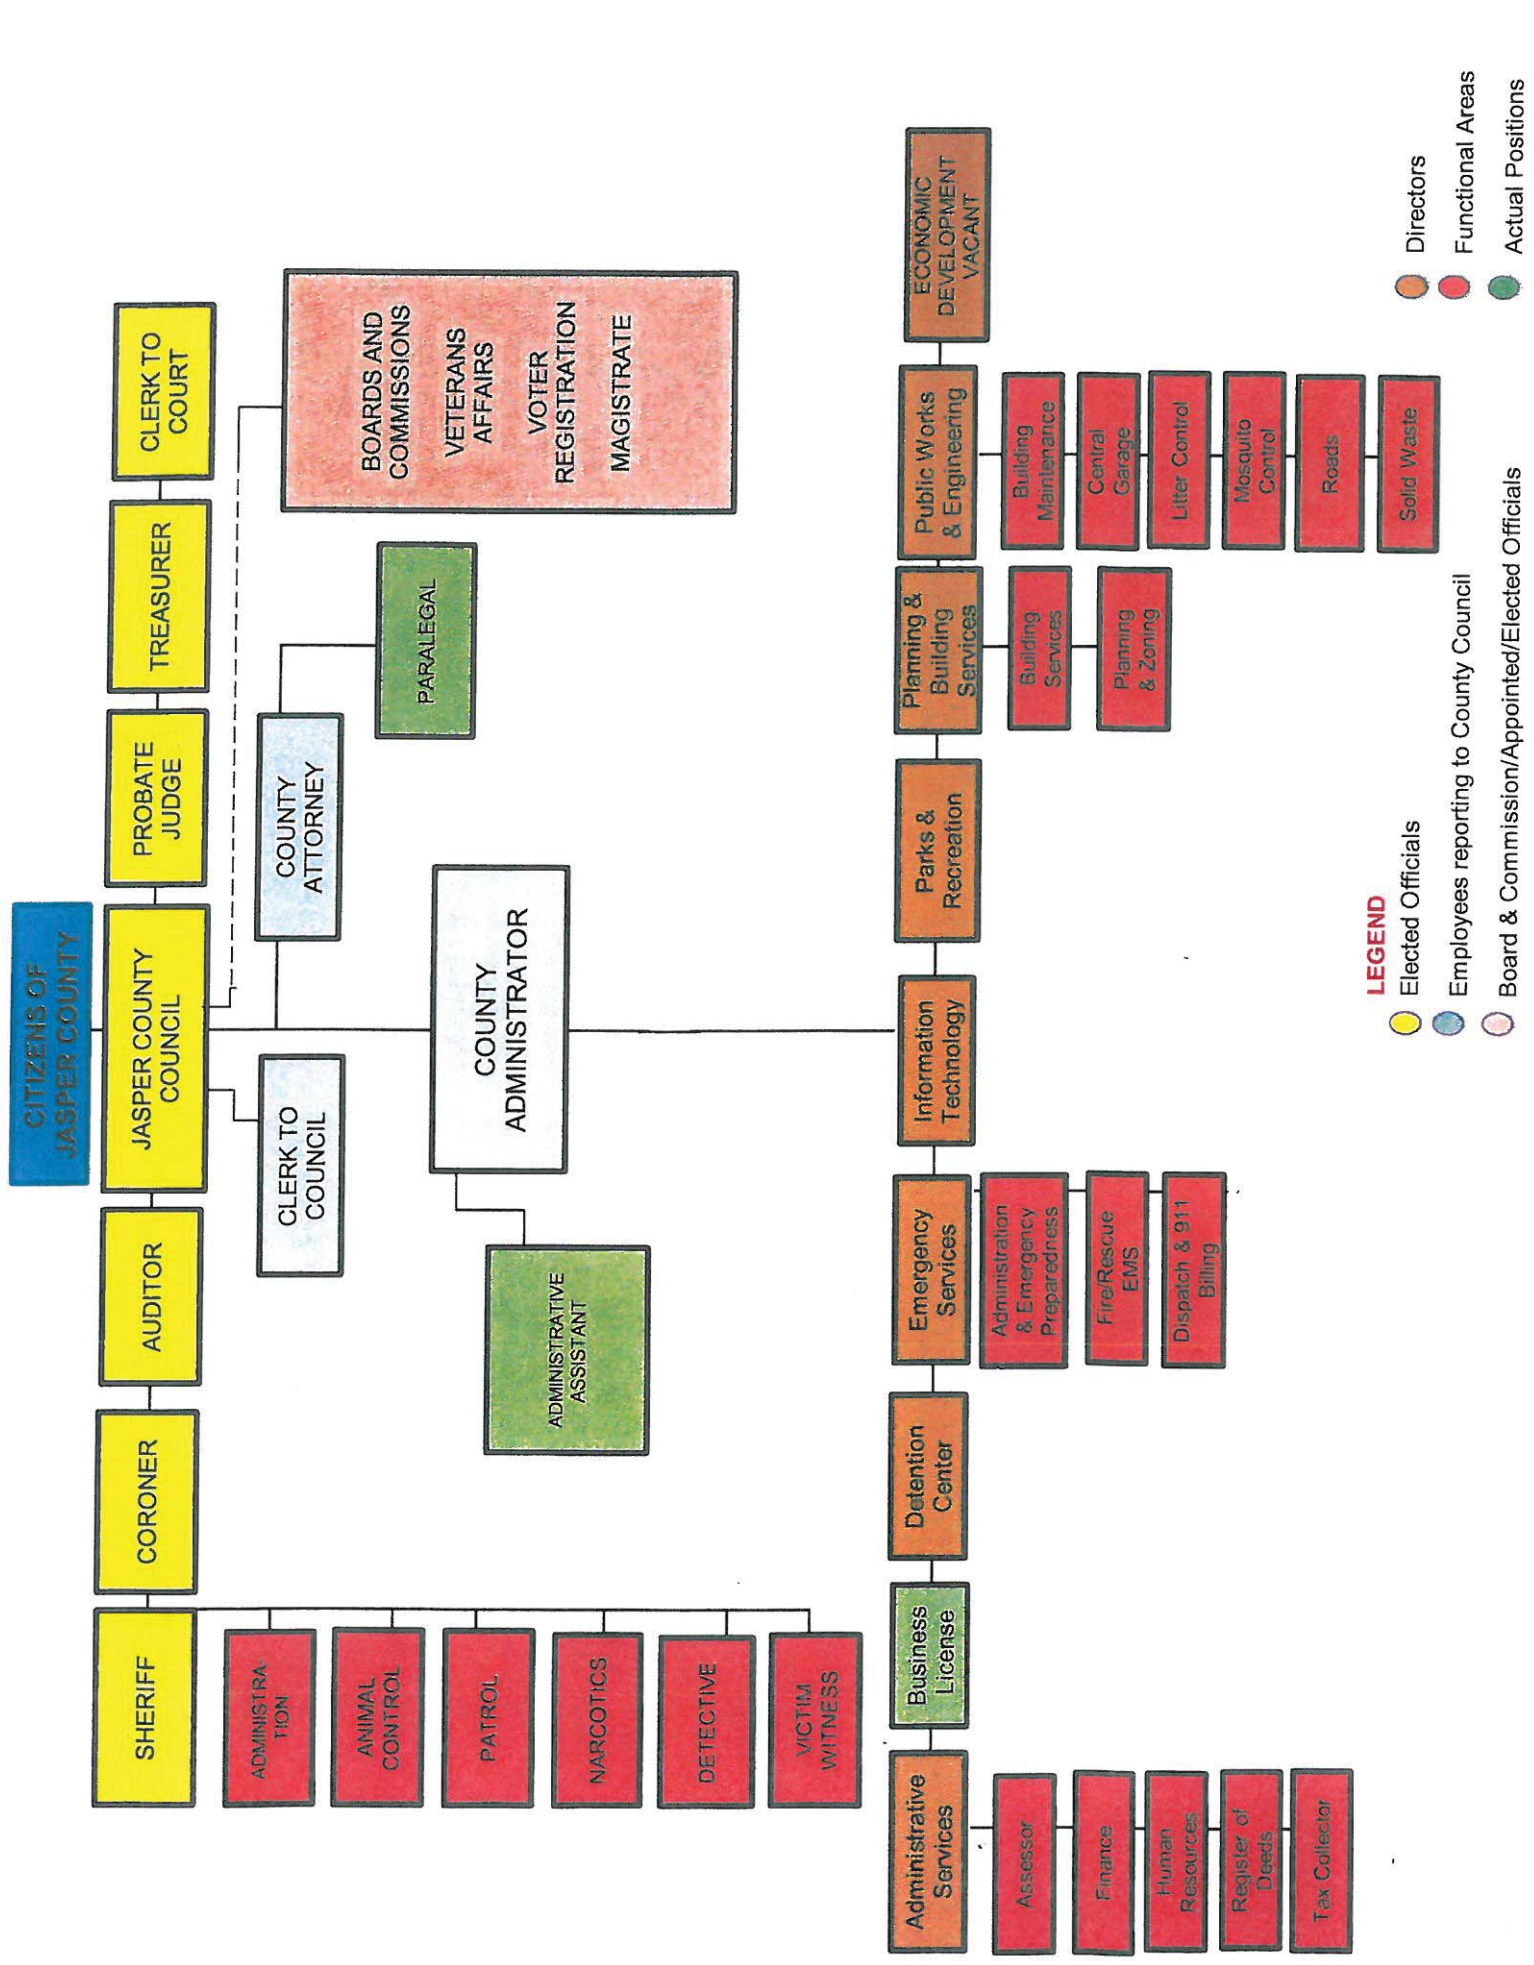 CITIZENS OF
JASPER COUNTY
SHERIFF
CORONER
AUDITOR
JASPER COUNTY
COUNCIL
PROBATE
JUDGE
TREASURER
CLERK TO
COURT
ADMINISTRA-
TION
ANIMAL
CONTROL
PATROL
NARCOTICS
DETECTIVE
VICTIM
WITNESS
CLERK TO
COUNCIL
COUNTY
ATTORNEY
PARALEGAL
BOARDS AND
COMMISSIONS
VETERANS
AFFAIRS
VOTER
REGISTRATION
MAGISTRATE
COUNTY
ADMINISTRATOR
ADMINISTRATIVE
ASSISTANT
Administrative
Services
Assessor
Finance
Human
Resources
Register of
Deeds
Tax Collector
Business
License
Detention
Center
Emergency
Services
Administration
& Emergency
Preparedness
Fire/Rescue
EMS
Dispatch & 911
Billing
Information
Technology
Parks &
Recreation
Planning &
Building
Services
Building
Services
Planning
& Zoning
Public Works
& Engineering
Building
Maintenance
Central
Garage
Litter Control
Mosquito
Control
Roads
Solid Waste
ECONOMIC
DEVELOPMENT
VACANT
LEGEND
Elected Officials
Employees reporting to County Council
Board & Commission/Appointed/Elected Officials
Directors
Functional Areas
Actual Positions